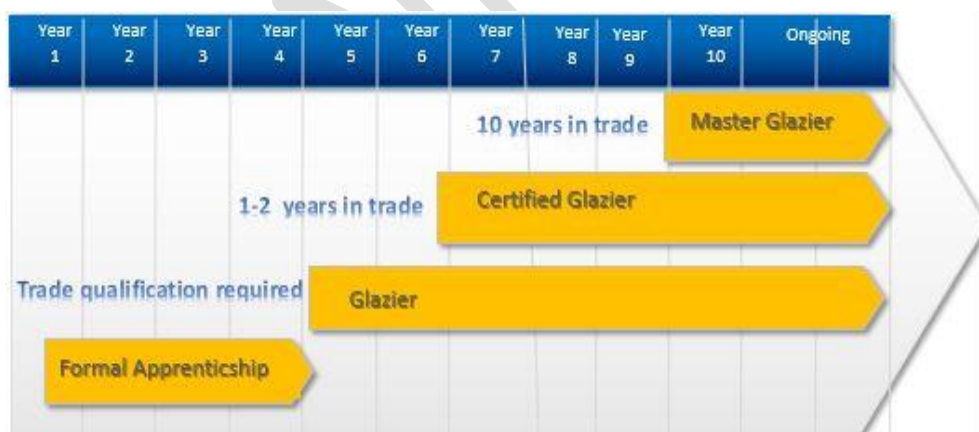 Year 1
Year 2
Year 3
Year 4
Year 5
Year 6
Year 7
Year 8
Year 9
Year 10
Ongoing
10 years in trade
Master Glazier
1-2 years in trade
Certified Glazier
Trade qualification required
Glazier
Formal Apprenticship